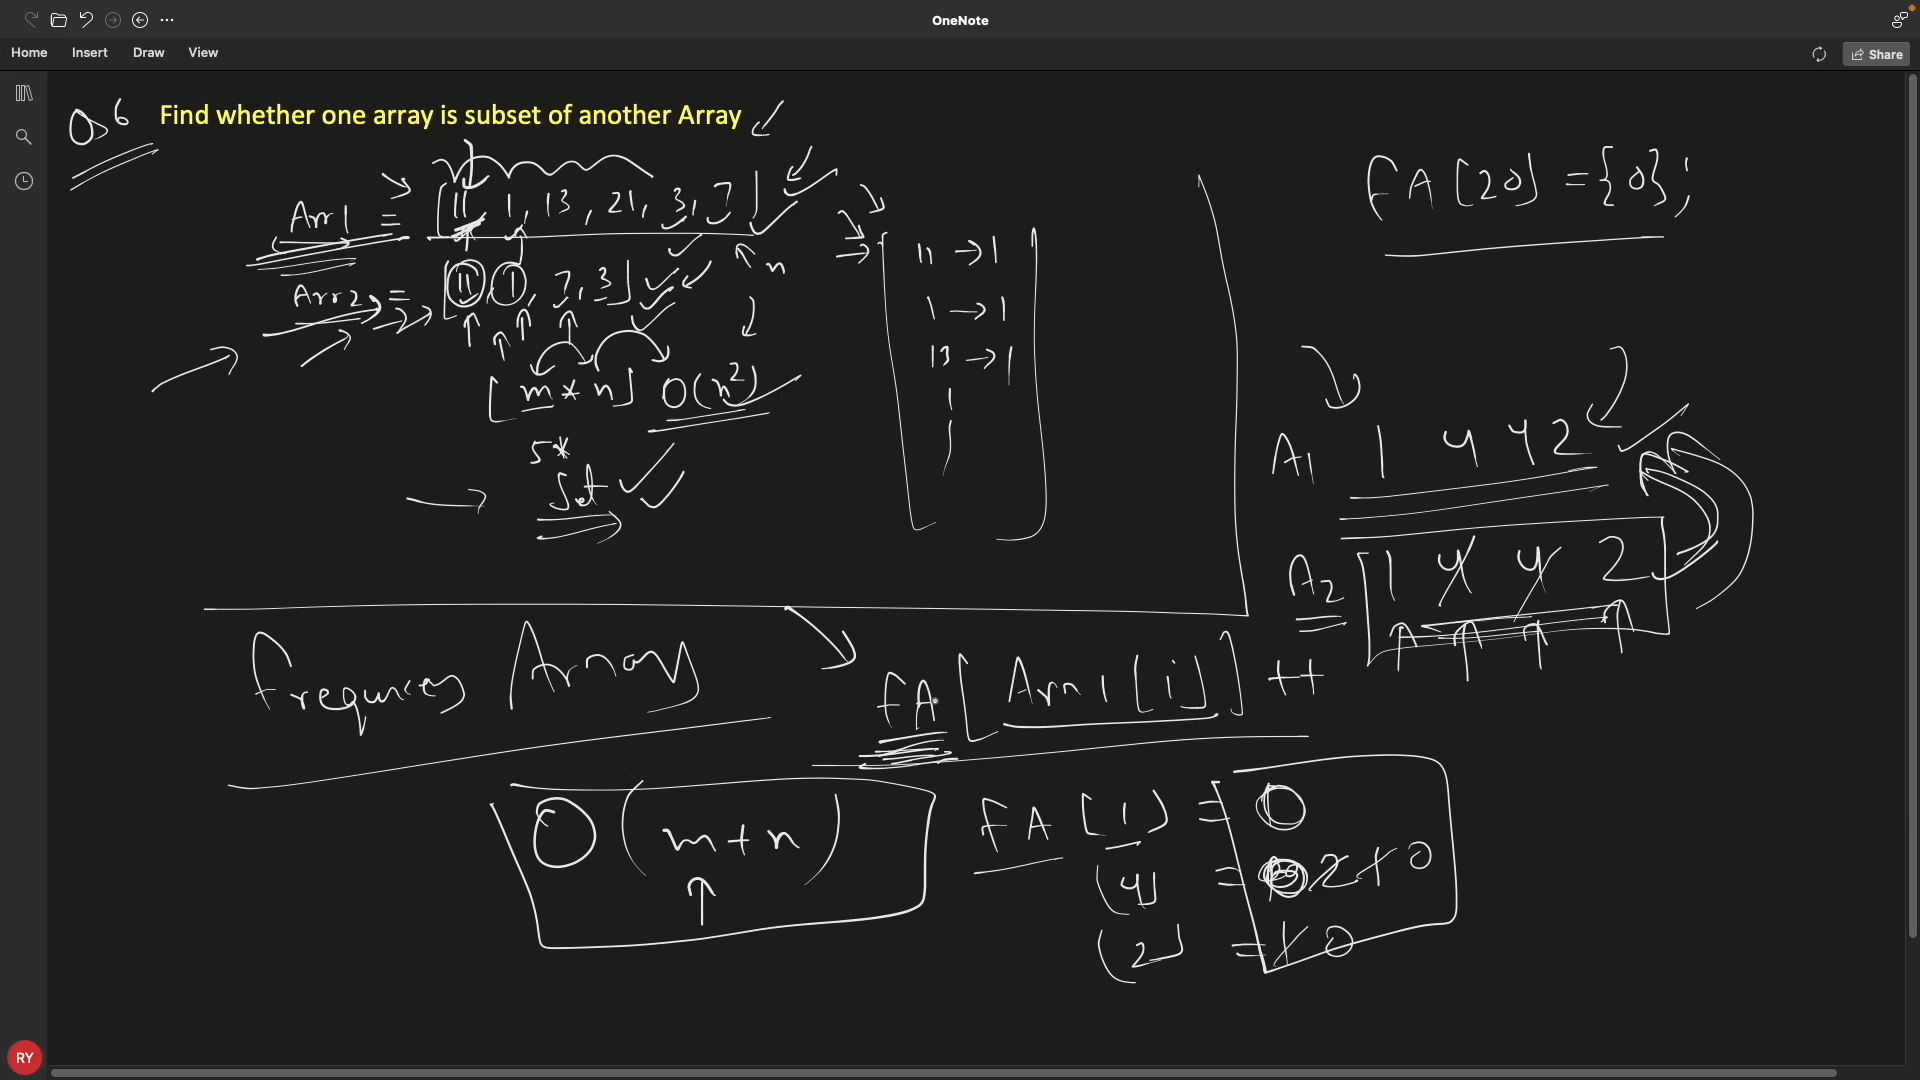 OneNote
Home Insert Draw View
Share
Q6 Find whether one array is subset of another Array
Arr1 = [11, 1, 13, 21, 3, 7]
Arr2 = [11, 1, 7, 3]
n
[m * n] O(n²)
5*
Set
11 → 1
1 → 1
13 → 1
FA[20] = {0};
A1 1 4 4 2
A2 1 4 4 2
Frequency Array
FA[Arr1[i]]++
O(m+n)
FA[1] = 0
[4] = 2 1 0
[2] = 1 0
RY